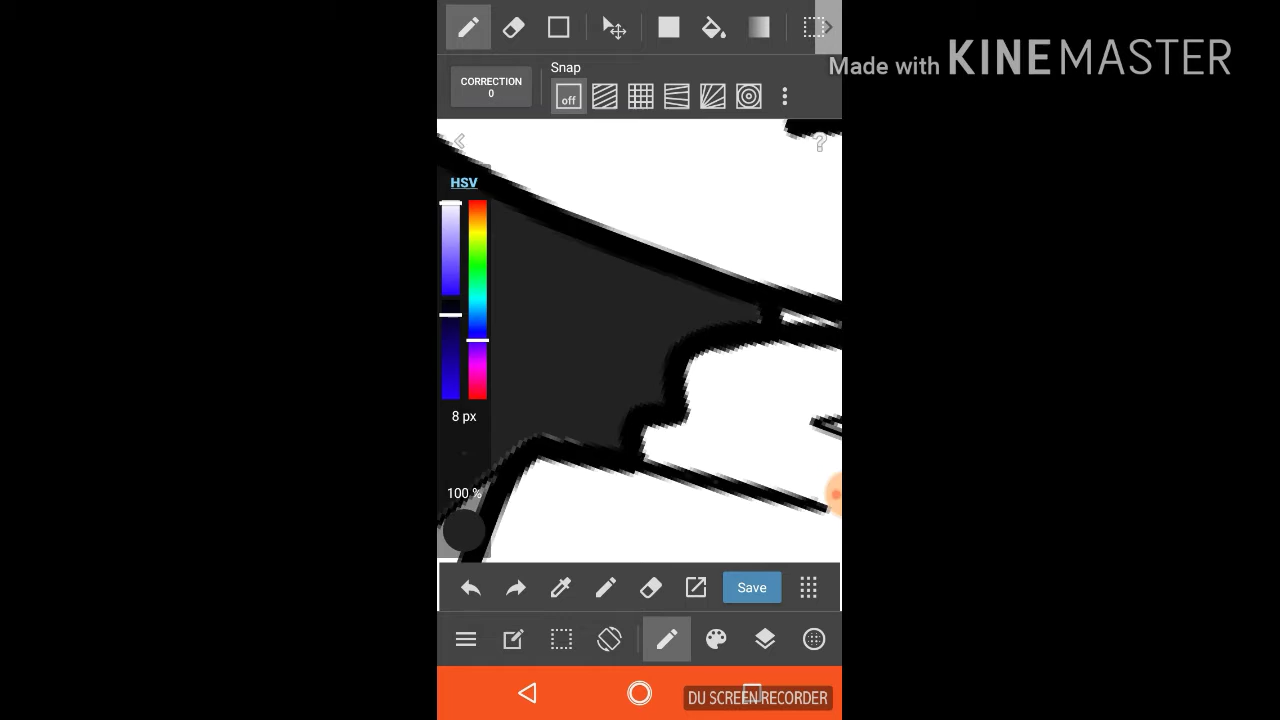 Made with KINEMASTER
CORRECTION
0
Snap
off
?
HSV
8 px
100 %
Save
DU SCREEN RECORDER